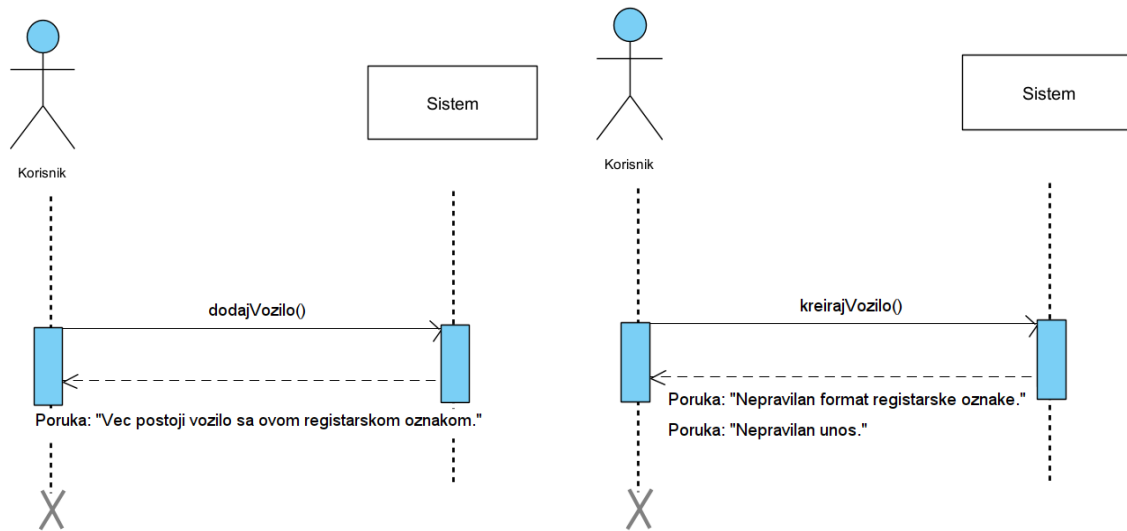 Korisnik
Sistem
dodajVozilo()
Poruka: "Vec postoji vozilo sa ovom registarskom oznakom."
Korisnik
Sistem
kreirajVozilo()
Poruka: "Nepravilan format registarske oznake."
Poruka: "Nepravilan unos."